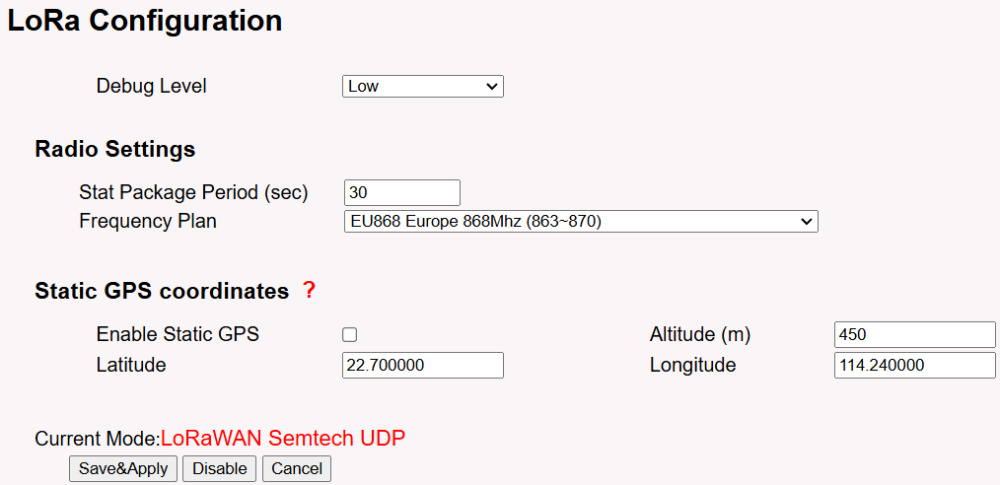 LoRa Configuration
Debug Level Low
Radio Settings
Stat Package Period (sec) 30
Frequency Plan EU868 Europe 868Mhz (863~870)
Static GPS coordinates ?
Enable Static GPS Altitude (m) 450
Latitude 22.700000 Longitude 114.240000
Current Mode:LoRaWAN Semtech UDP
Save&Apply Disable Cancel